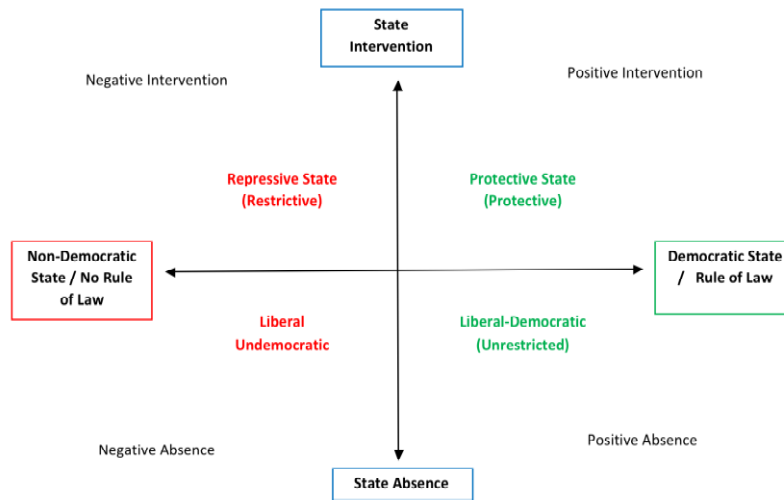 State
Intervention
Negative Intervention
Positive Intervention
Repressive State
(Restrictive)
Protective State
(Protective)
Non-Democratic
State / No Rule
of Law
Democratic State
/ Rule of Law
Liberal
Undemocratic
Liberal-Democratic
(Unrestricted)
Negative Absence
Positive Absence
State Absence